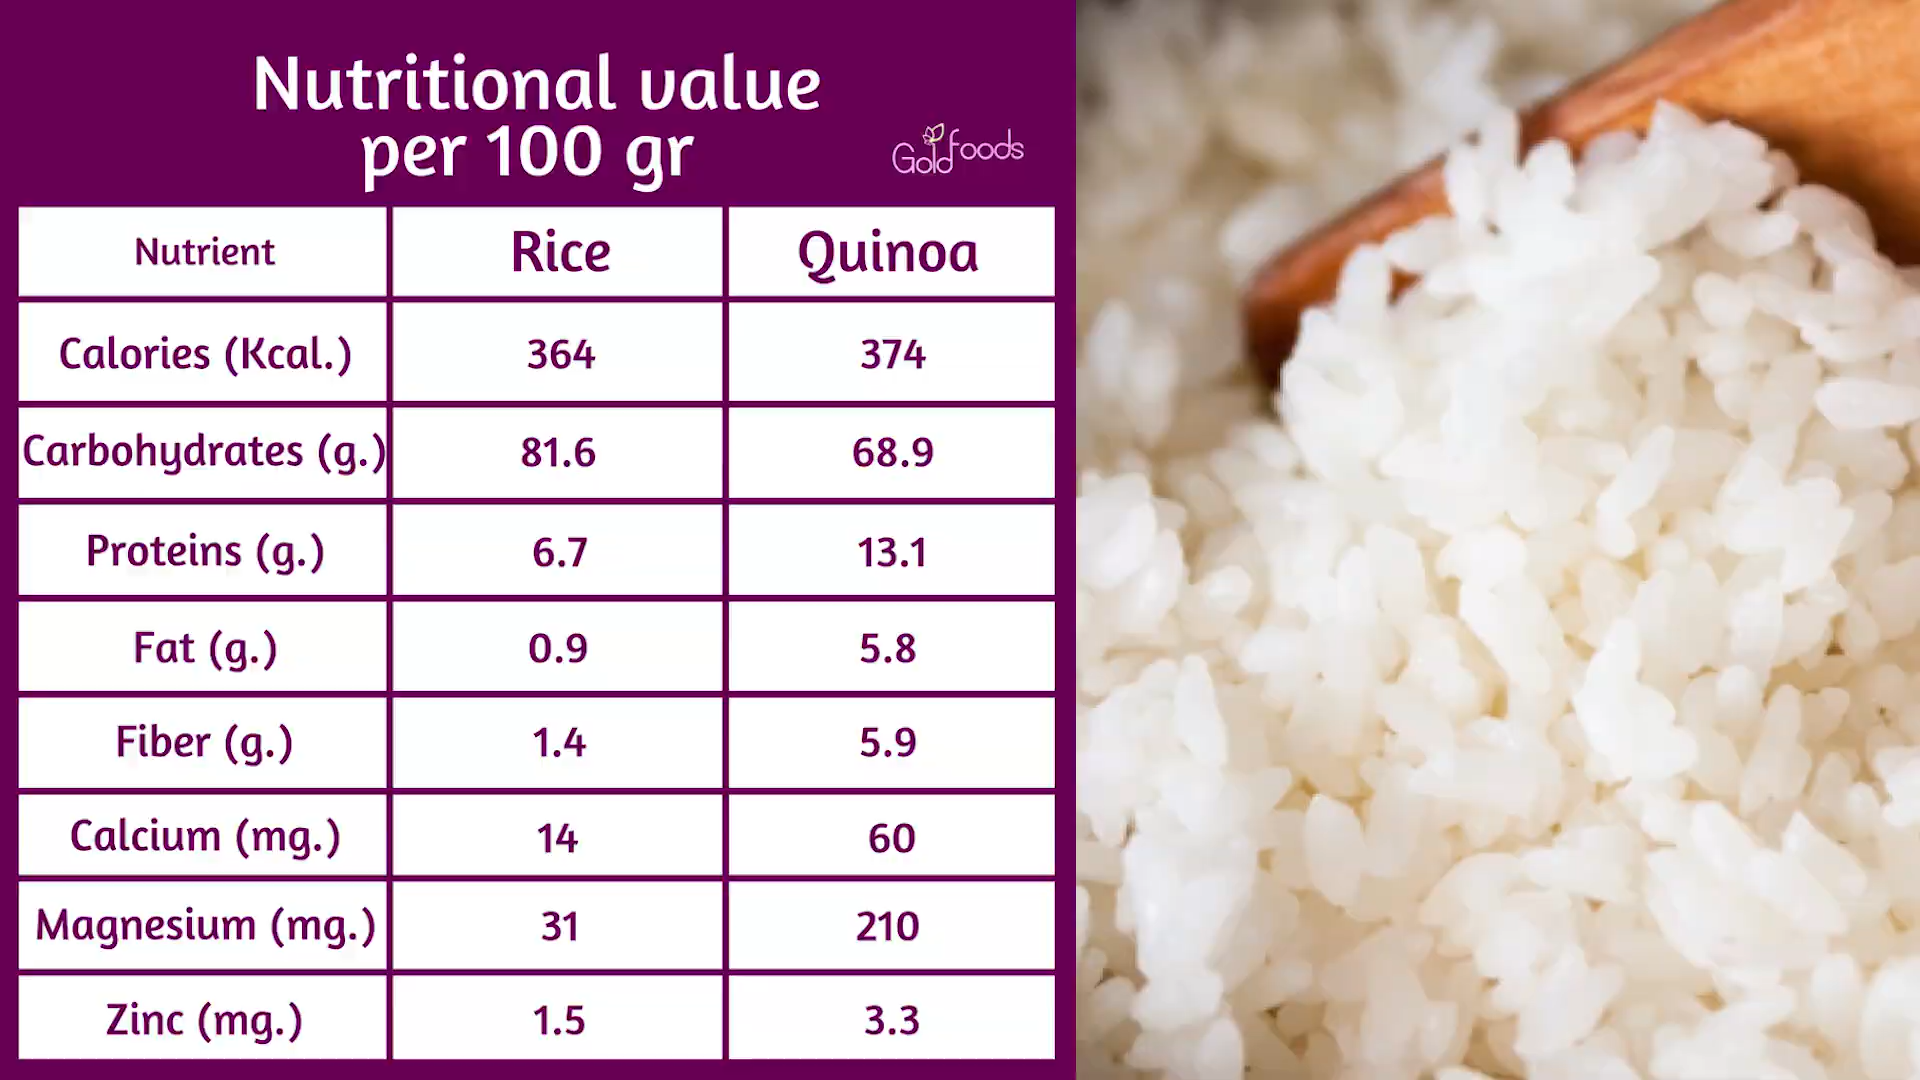 Nutritional value
per 100 gr
Gold foods
Nutrient Rice Quinoa
Calories (Kcal.) 364 374
Carbohydrates (g.) 81.6 68.9
Proteins (g.) 6.7 13.1
Fat (g.) 0.9 5.8
Fiber (g.) 1.4 5.9
Calcium (mg.) 14 60
Magnesium (mg.) 31 210
Zinc (mg.) 1.5 3.3